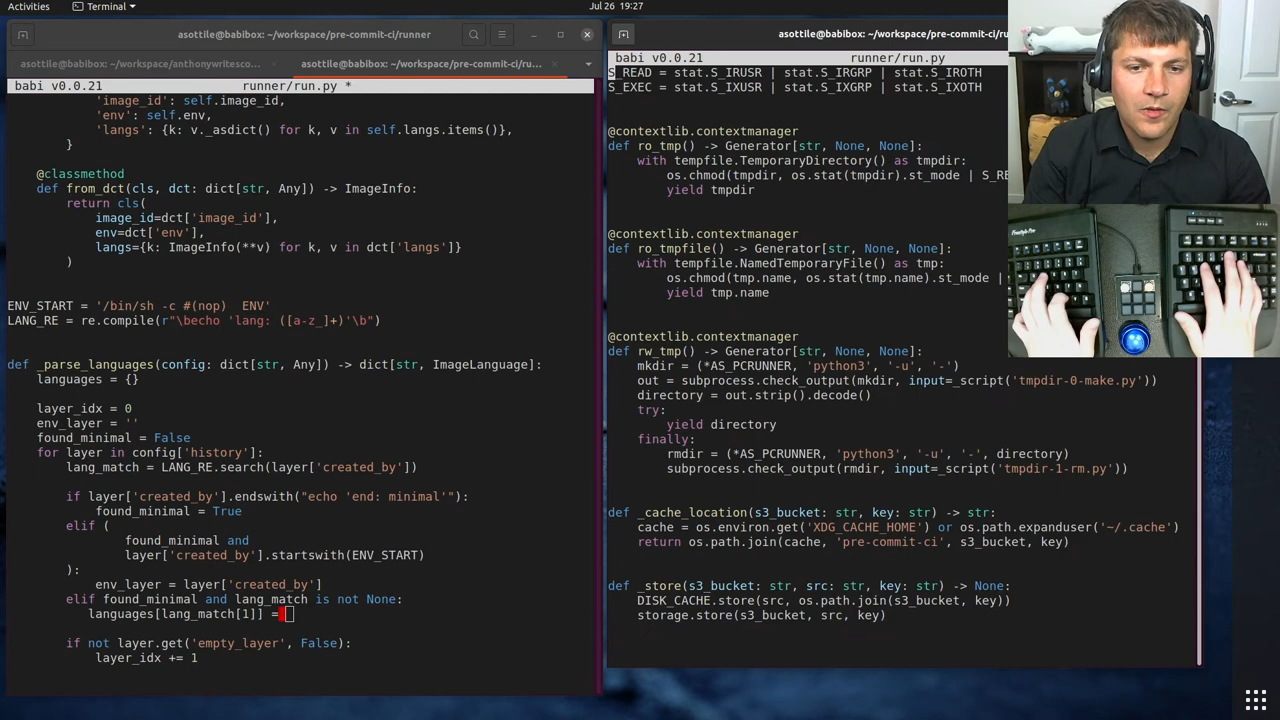 Activities
Terminal
Jul 26 19:27
asottile@babibox: ~/workspace/pre-commit-ci/runner
asottile@babibox: ~/workspace/anthonywritesco...
asottile@babibox: ~/workspace/pre-commit-ci/ru...
babi v0.0.21 runner/run.py *
'image_id': self.image_id,
'env': self.env,
'langs': {k: v._asdict() for k, v in self.langs.items()},
}
@classmethod
def from_dct(cls, dct: dict[str, Any]) -> ImageInfo:
return cls(
image_id=dct['image_id'],
env=dct['env'],
langs={k: ImageInfo(**v) for k, v in dct['langs']}
)
ENV_START = '/bin/sh -c #(nop)  ENV'
LANG_RE = re.compile(r"\becho 'lang: ([a-z_]+)'\b")
def _parse_languages(config: dict[str, Any]) -> dict[str, ImageLanguage]:
languages = {}
layer_idx = 0
env_layer = ''
found_minimal = False
for layer in config['history']:
lang_match = LANG_RE.search(layer['created_by'])
if layer['created_by'].endswith("echo 'end: minimal'"):
found_minimal = True
elif (
found_minimal and
layer['created_by'].startswith(ENV_START)
):
env_layer = layer['created_by']
elif found_minimal and lang_match is not None:
languages[lang_match[1]] =
if not layer.get('empty_layer', False):
layer_idx += 1
asottile@babibox: ~/workspace/pre-commit-ci/ru
babi v0.0.21 runner/run.py
S_READ = stat.S_IRUSR | stat.S_IRGRP | stat.S_IROTH
S_EXEC = stat.S_IXUSR | stat.S_IXGRP | stat.S_IXOTH
@contextlib.contextmanager
def ro_tmp() -> Generator[str, None, None]:
with tempfile.TemporaryDirectory() as tmpdir:
os.chmod(tmpdir, os.stat(tmpdir).st_mode | S_RE
yield tmpdir
@contextlib.contextmanager
def ro_tmpfile() -> Generator[str, None, None]:
with tempfile.NamedTemporaryFile() as tmp:
os.chmod(tmp.name, os.stat(tmp.name).st_mode |
yield tmp.name
@contextlib.contextmanager
def rw_tmp() -> Generator[str, None, None]:
mkdir = (*AS_PCRUNNER, 'python3', '-u', '-')
out = subprocess.check_output(mkdir, input=_script('tmpdir-0-make.py'))
directory = out.strip().decode()
try:
yield directory
finally:
rmdir = (*AS_PCRUNNER, 'python3', '-u', '-', directory)
subprocess.check_output(rmdir, input=_script('tmpdir-1-rm.py'))
def _cache_location(s3_bucket: str, key: str) -> str:
cache = os.environ.get('XDG_CACHE_HOME') or os.path.expanduser('~/.cache')
return os.path.join(cache, 'pre-commit-ci', s3_bucket, key)
def _store(s3_bucket: str, src: str, key: str) -> None:
DISK_CACHE.store(src, os.path.join(s3_bucket, key))
storage.store(s3_bucket, src, key)